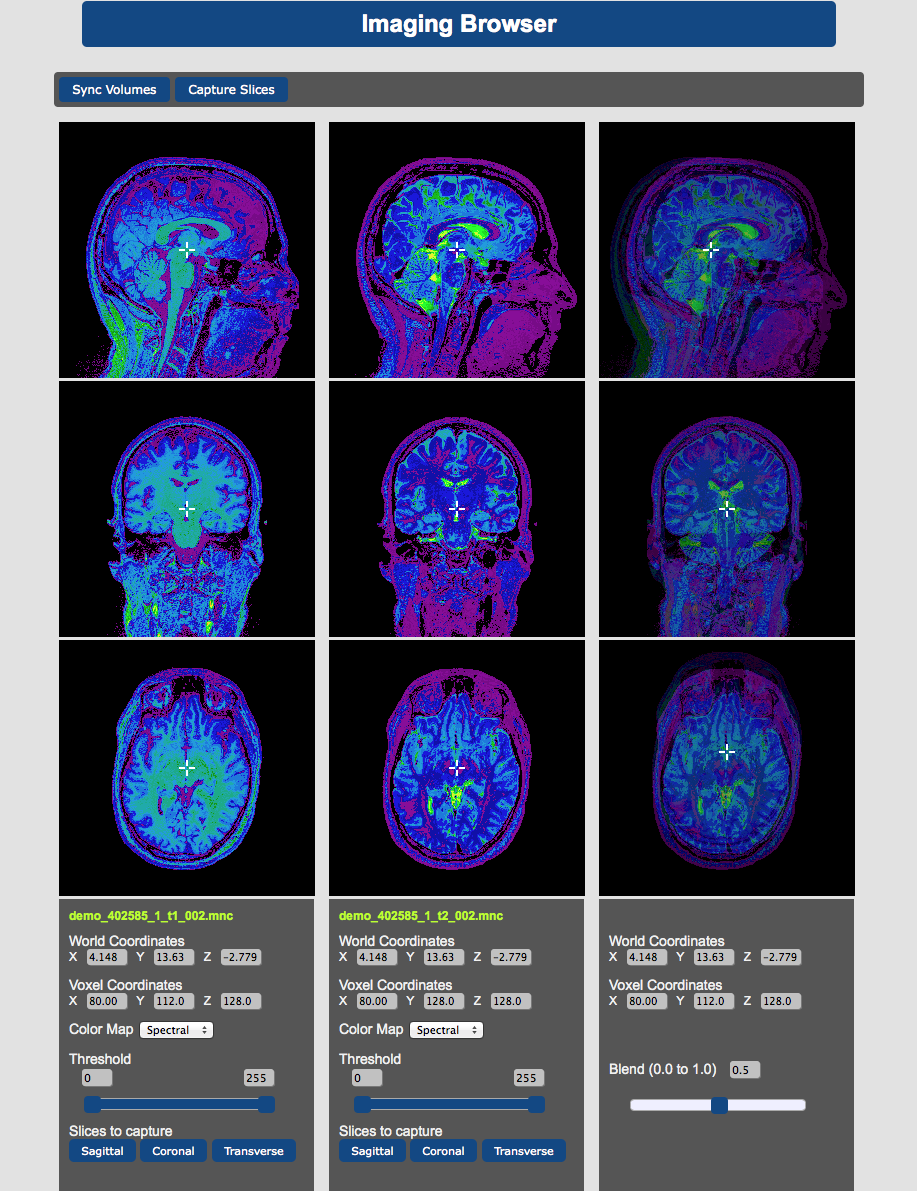 Imaging Browser
Sync Volumes Capture Slices
demo_402585_1_t1_002.mnc
World Coordinates
X 4.148 Y 13.63 Z -2.779
Voxel Coordinates
X 80.00 Y 112.0 Z 128.0
Color Map Spectral
Threshold
0 255
Slices to capture
Sagittal Coronal Transverse
demo_402585_1_t2_002.mnc
World Coordinates
X 4.148 Y 13.63 Z -2.779
Voxel Coordinates
X 80.00 Y 128.0 Z 128.0
Color Map Spectral
Threshold
0 255
Slices to capture
Sagittal Coronal Transverse
World Coordinates
X 4.148 Y 13.63 Z -2.779
Voxel Coordinates
X 80.00 Y 112.0 Z 128.0
Blend (0.0 to 1.0) 0.5